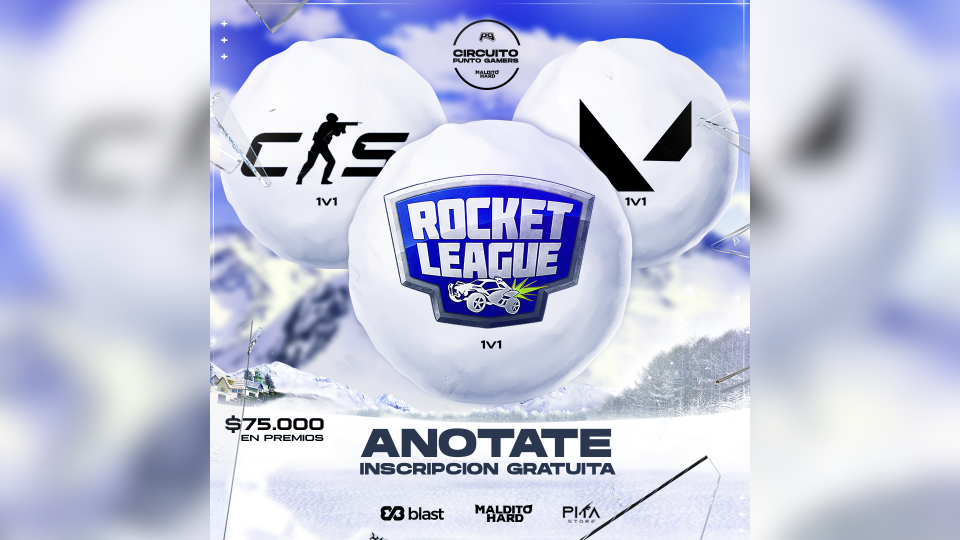 CIRCUITO
PUNTO GAMERS
MALDITO
HARD
CS
1V1
1V1
ROCKET
LEAGUE
1V1
$75.000
EN PREMIOS
ANOTATE
INSCRIPCION GRATUITA
blast
MALDITO
HARD
STORE